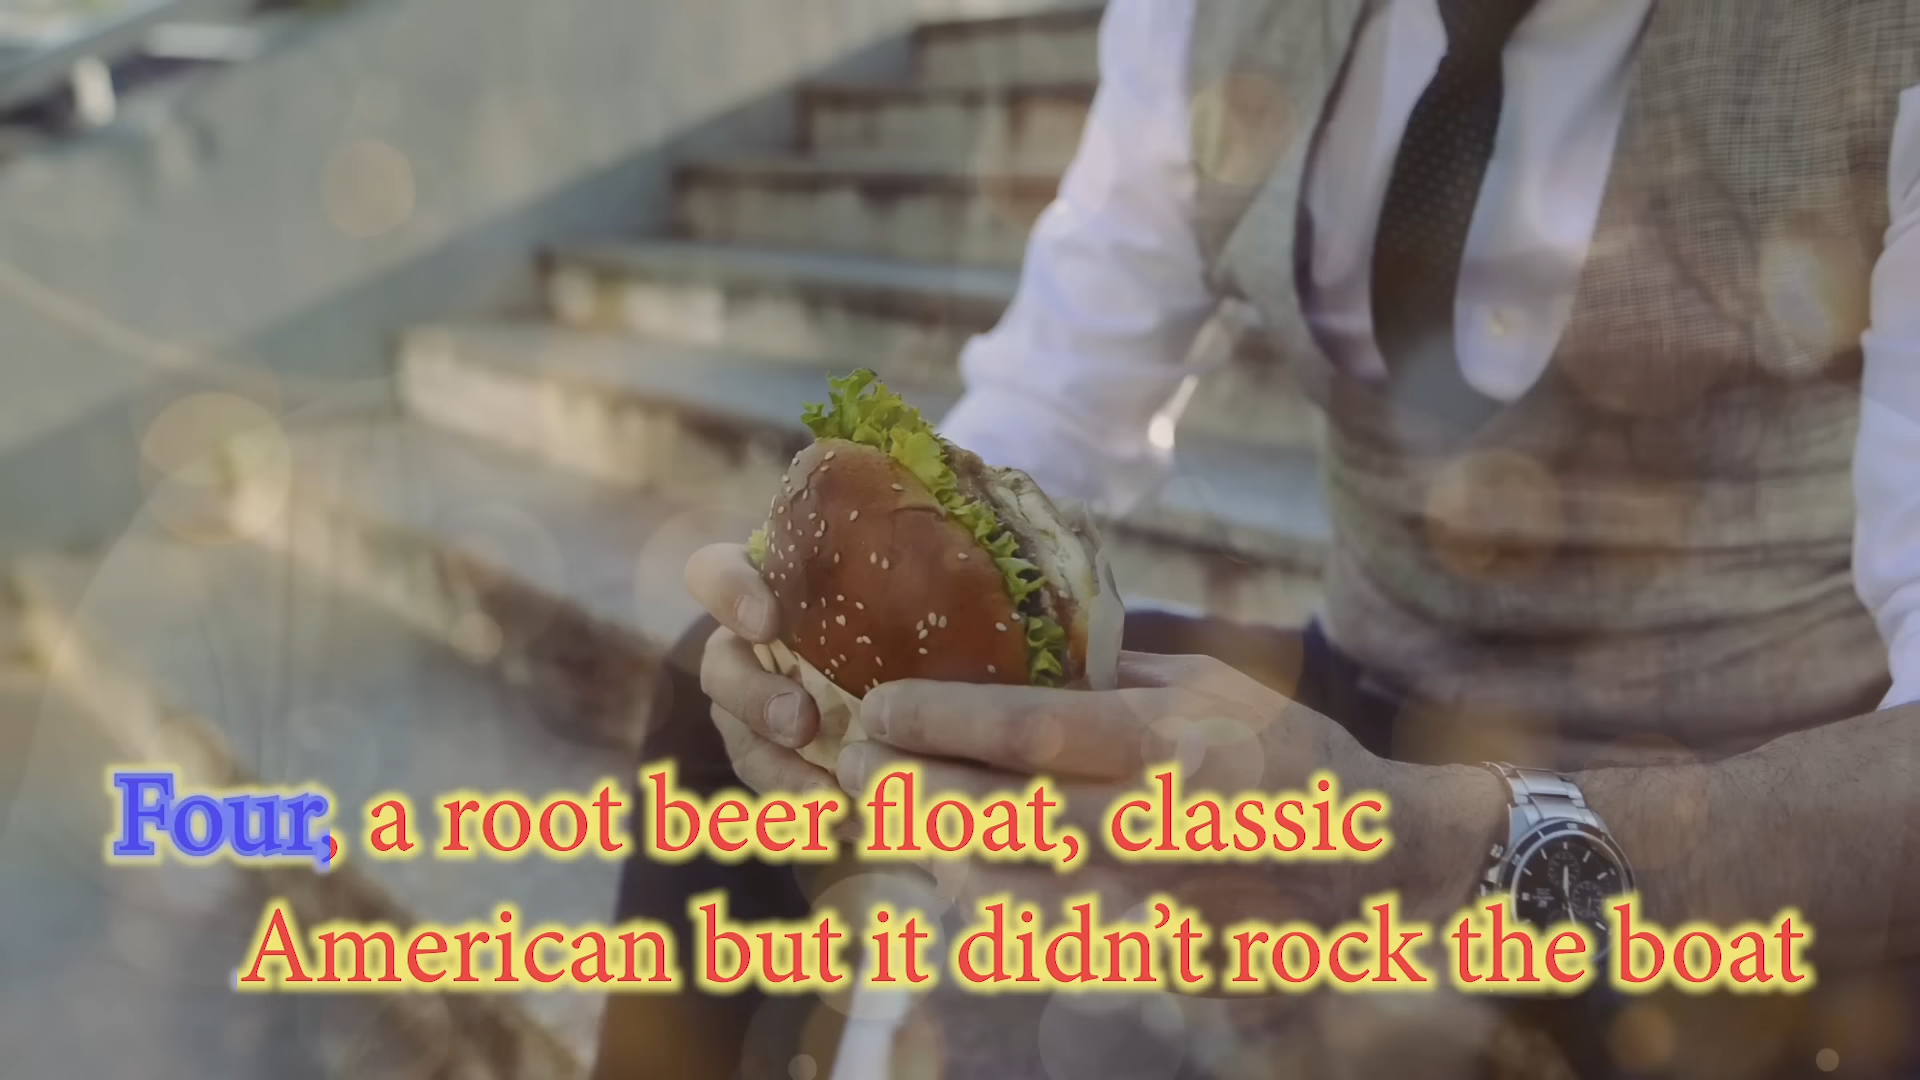 Four, a root beer float, classic
American but it didn’t rock the boat